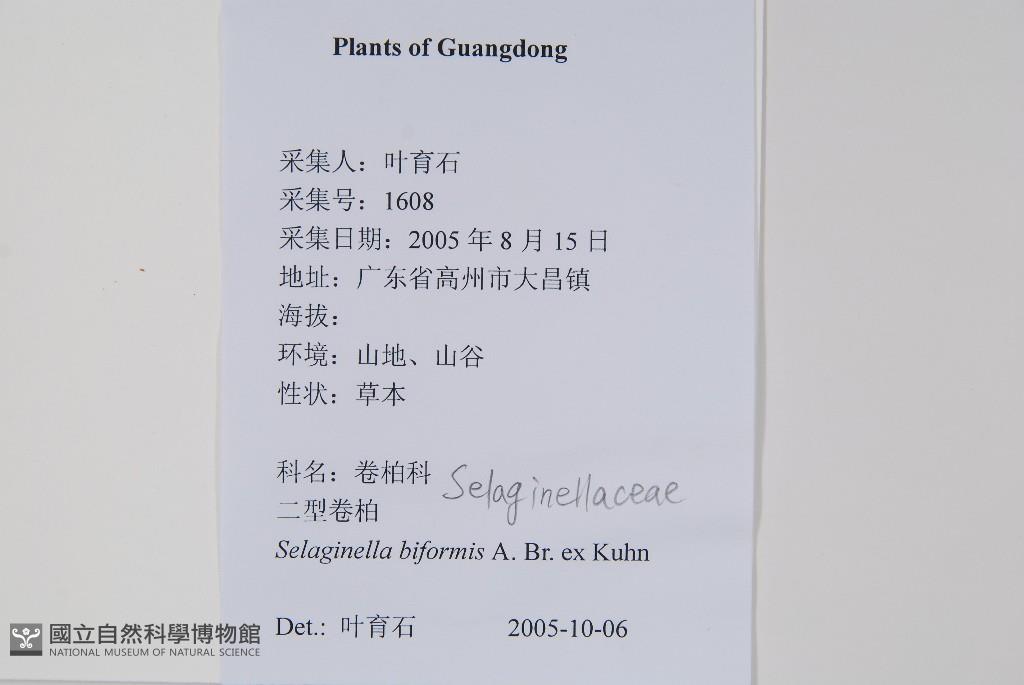 Plants of Guangdong
采集人：叶育石
采集号：1608
采集日期：2005 年 8 月 15 日
地址：广东省高州市大昌镇
海拔：
环境：山地、山谷
性状：草本
科名：卷柏科 Selaginellaceae
二型卷柏
Selaginella biformis A. Br. ex Kuhn
Det.: 叶育石 2005-10-06
國立自然科學博物館
NATIONAL MUSEUM OF NATURAL SCIENCE